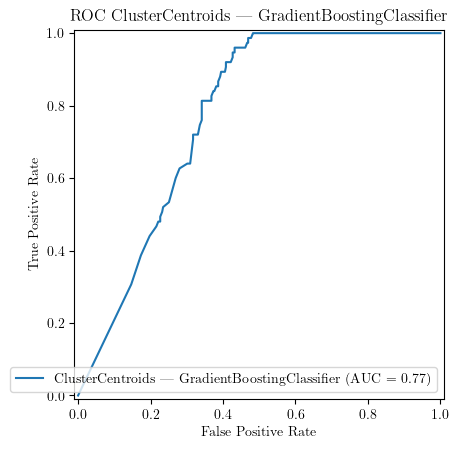 ROC ClusterCentroids — GradientBoostingClassifier
1.0
0.8
0.6
0.4
0.2
0.0
True Positive Rate
ClusterCentroids — GradientBoostingClassifier (AUC = 0.77)
0.0 0.2 0.4 0.6 0.8 1.0
False Positive Rate